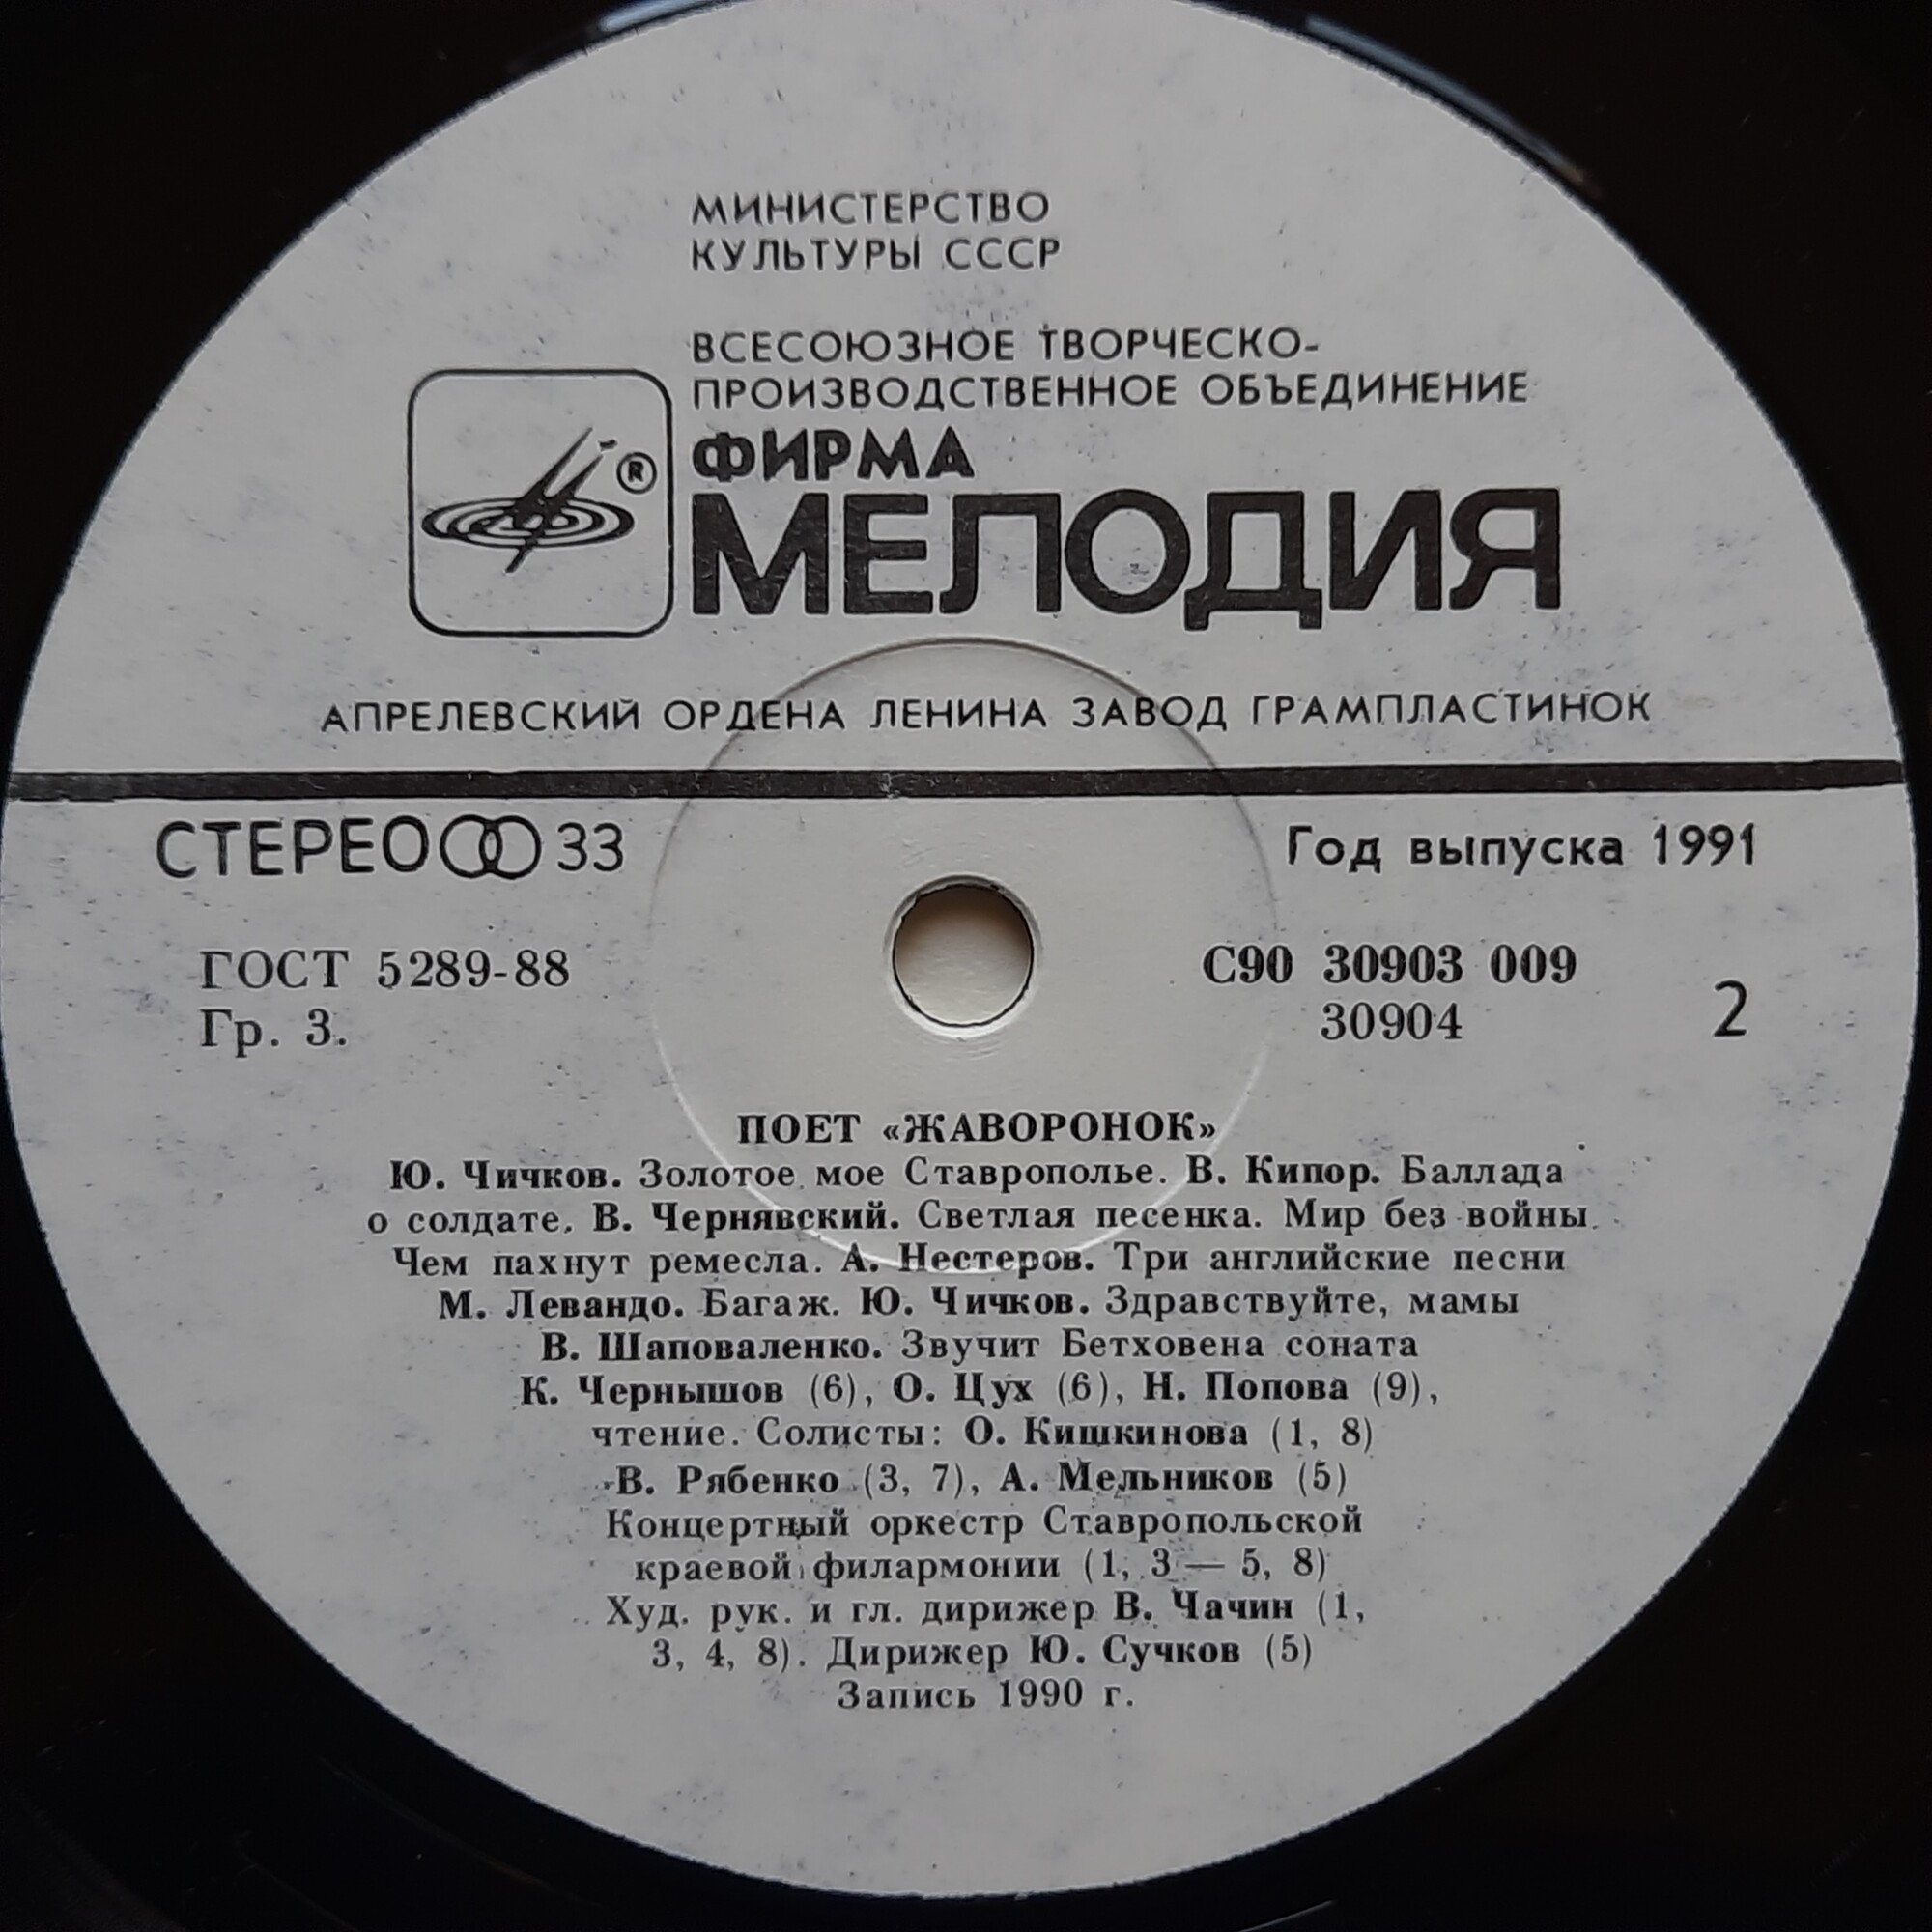 МИНИСТЕРСТВО
КУЛЬТУРЫ СССР
ВСЕСОЮЗНОЕ ТВОРЧЕСКО-
ПРОИЗВОДСТВЕННОЕ ОБЪЕДИНЕНИЕ
ФИРМА
®
МЕЛОДИЯ
АПРЕЛЕВСКИЙ ОРДЕНА ЛЕНИНА ЗАВОД ГРАМПЛАСТИНОК
СТЕРЕО 33
Год выпуска 1991
ГОСТ 5289-88
Гр. 3.
С90 30903 009
30904
2
ПОЕТ «ЖАВОРОНОК»
Ю. Чичков. Золотое мое Ставрополье. В. Кипор. Баллада
о солдате. В. Чернявский. Светлая песенка. Мир без войны.
Чем пахнут ремесла. А. Нестеров. Три английские песни
М. Левандо. Багаж. Ю. Чичков. Здравствуйте, мамы
В. Шаповаленко. Звучит Бетховена соната
К. Чернышов (6), О. Цух (6), Н. Попова (9),
чтение. Солисты: О. Кишкинова (1, 8)
В. Рябенко (3, 7), А. Мельников (5)
Концертный оркестр Ставропольской
краевой филармонии (1, 3 — 5, 8)
Худ. рук. и гл. дирижер В. Чачин (1,
3, 4, 8). Дирижер Ю. Сучков (5)
Запись 1990 г.